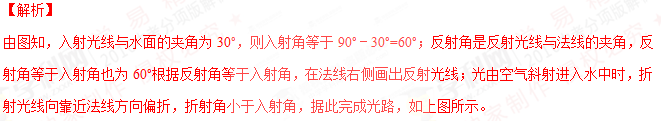 【解析】
由图知，入射光线与水面的夹角为 30°，则入射角等于 90°﹣30°=60°；反射角是反射光线与法线的夹角，反
射角等于入射角也为 60°根据反射角等于入射角，在法线右侧画出反射光线；光由空气斜射进入水中时，折
射光线向靠近法线方向偏折，折射角小于入射角，据此完成光路，如上图所示。